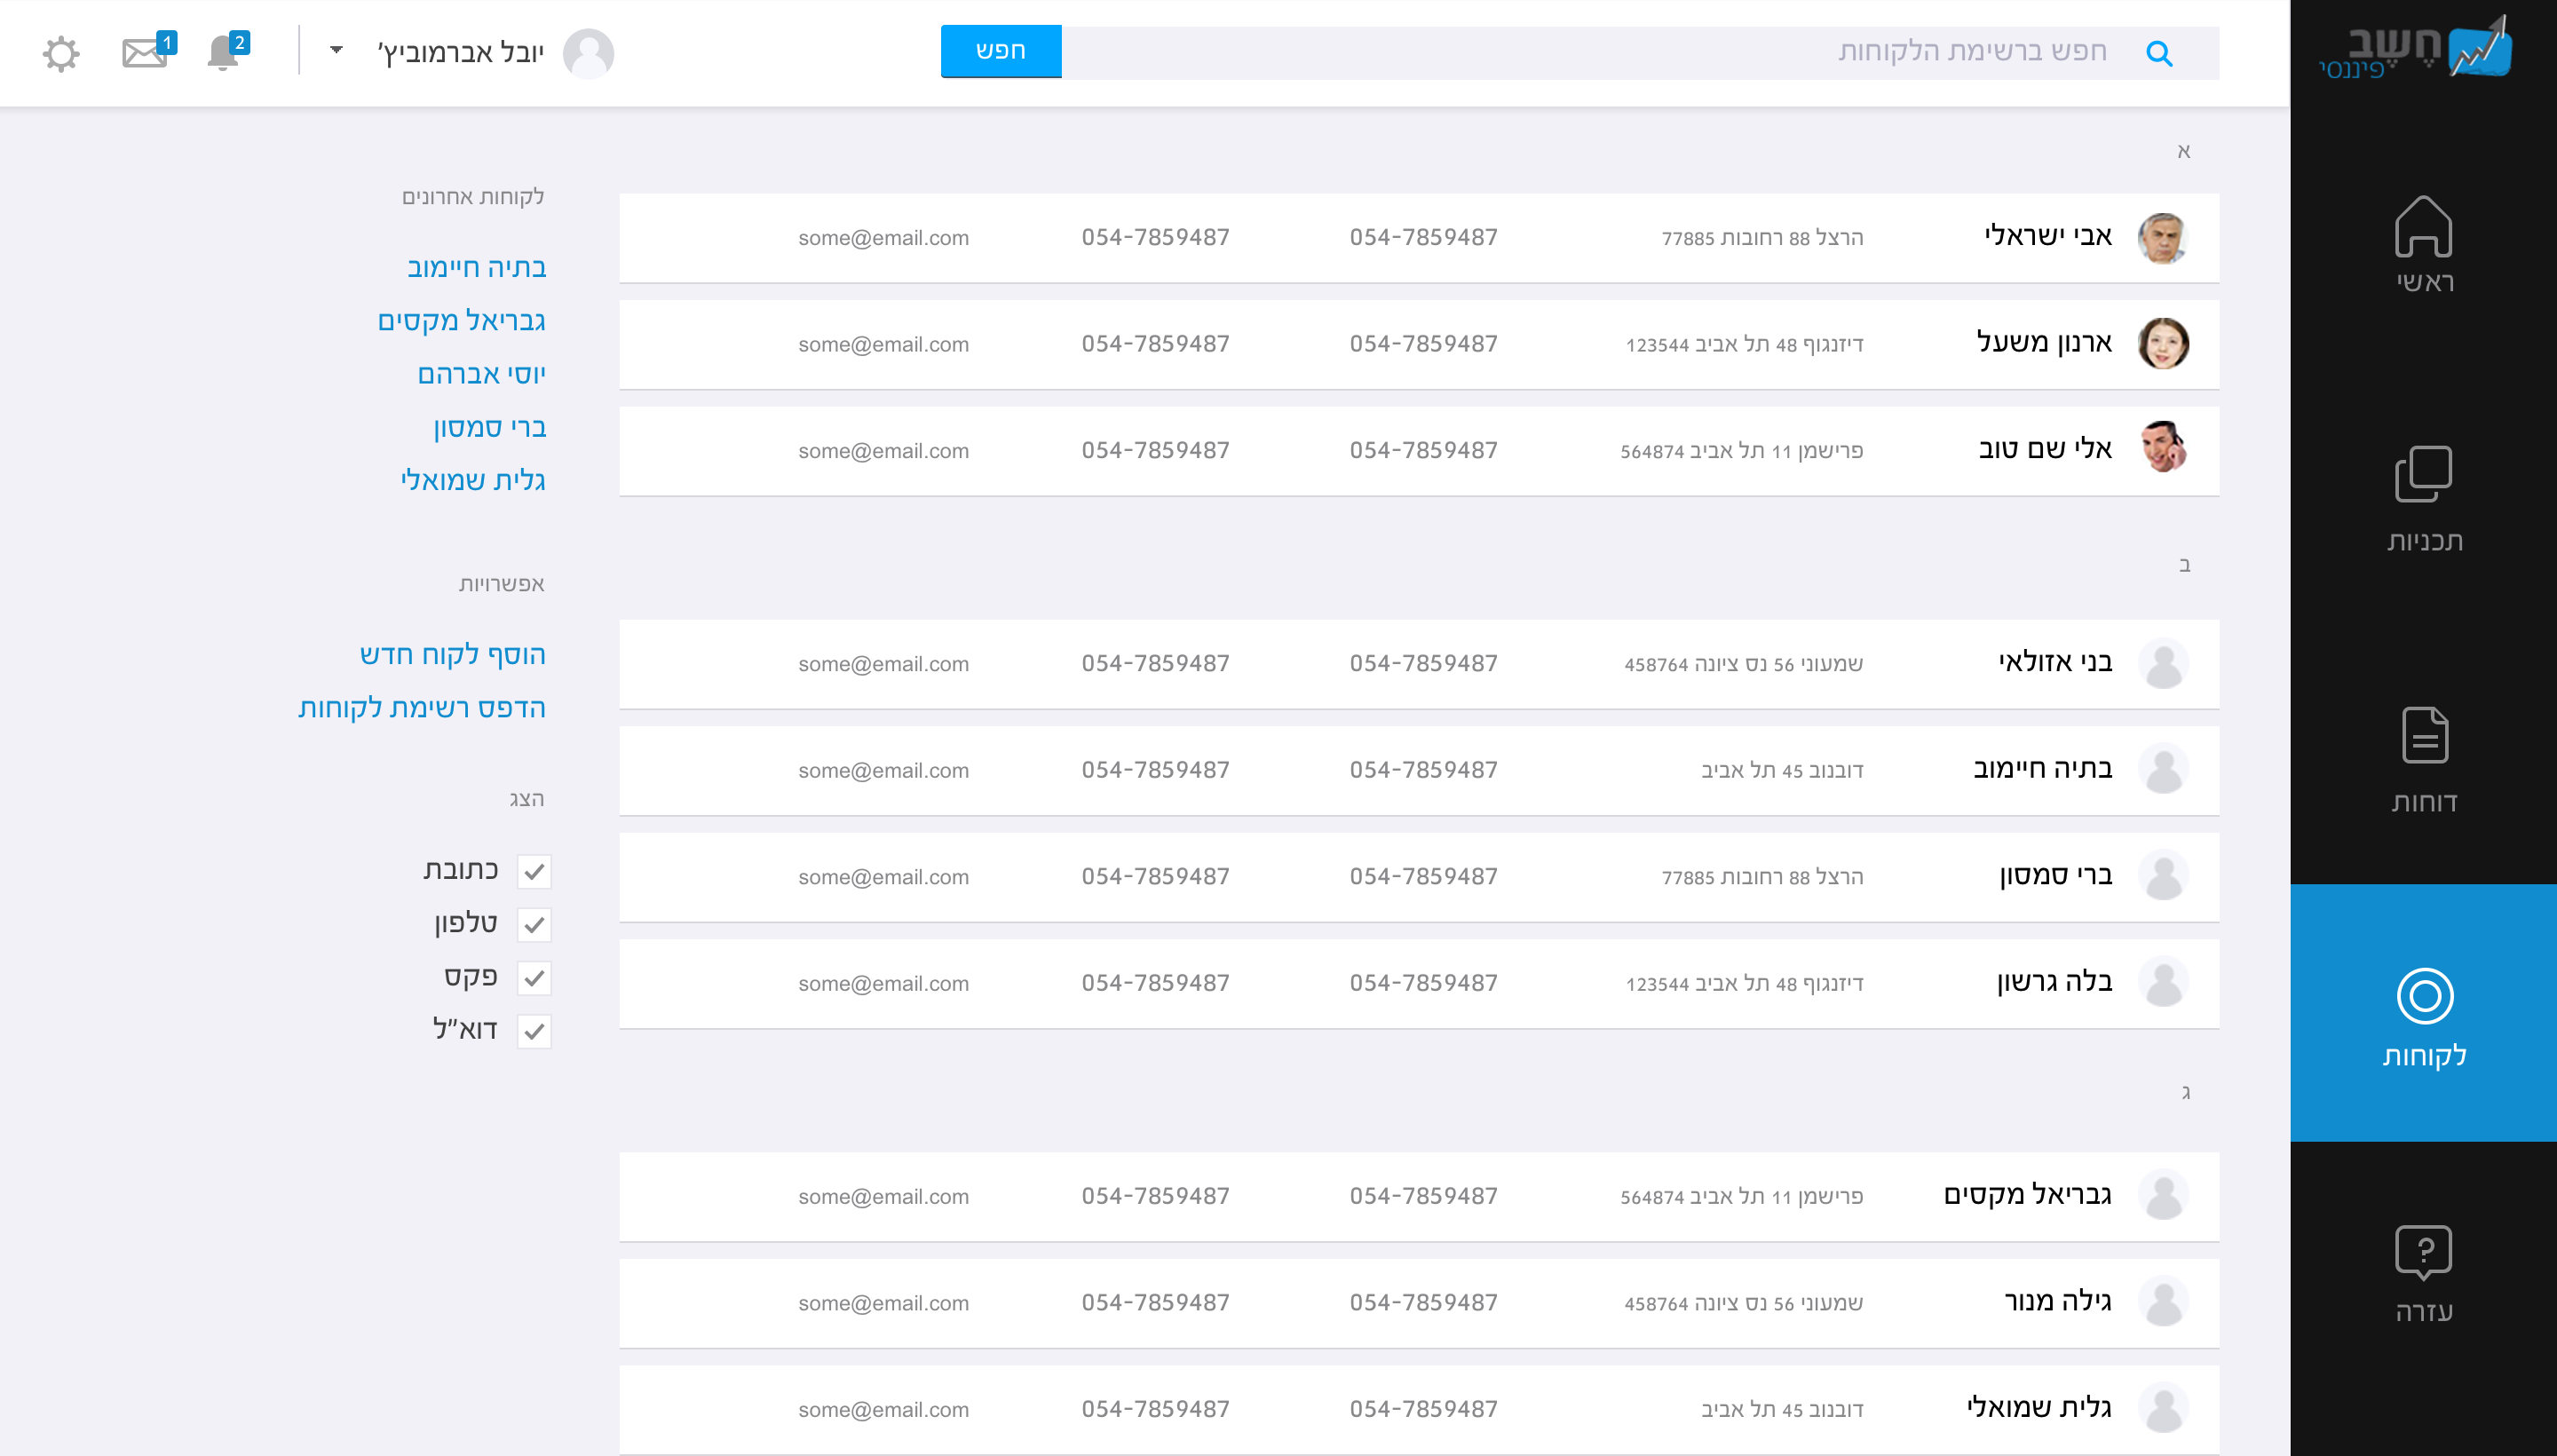 חֶשֶׁב
פיננסי
חפש ברשימת הלקוחות
חפש
יובל אברמוביץ'
2
1
ראשי
תכניות
דוחות
לקוחות
עזרה
א
אבי ישראלי הרצל 88 רחובות 77885 054-7859487 054-7859487 some@email.com
ארנון משעל דיזנגוף 48 תל אביב 123544 054-7859487 054-7859487 some@email.com
אלי שם טוב פרישמן 11 תל אביב 564874 054-7859487 054-7859487 some@email.com
ב
בני אזולאי שמעוני 56 נס ציונה 458764 054-7859487 054-7859487 some@email.com
בתיה חיימוב דובנוב 45 תל אביב 054-7859487 054-7859487 some@email.com
ברי סמסון הרצל 88 רחובות 77885 054-7859487 054-7859487 some@email.com
בלה גרשון דיזנגוף 48 תל אביב 123544 054-7859487 054-7859487 some@email.com
ג
גבריאל מקסים פרישמן 11 תל אביב 564874 054-7859487 054-7859487 some@email.com
גילה מנור שמעוני 56 נס ציונה 458764 054-7859487 054-7859487 some@email.com
גלית שמואלי דובנוב 45 תל אביב 054-7859487 054-7859487 some@email.com
לקוחות אחרונים
בתיה חיימוב
גבריאל מקסים
יוסי אברהם
ברי סמסון
גלית שמואלי
אפשרויות
הוסף לקוח חדש
הדפס רשימת לקוחות
הצג
כתובת
טלפון
פקס
דוא"ל